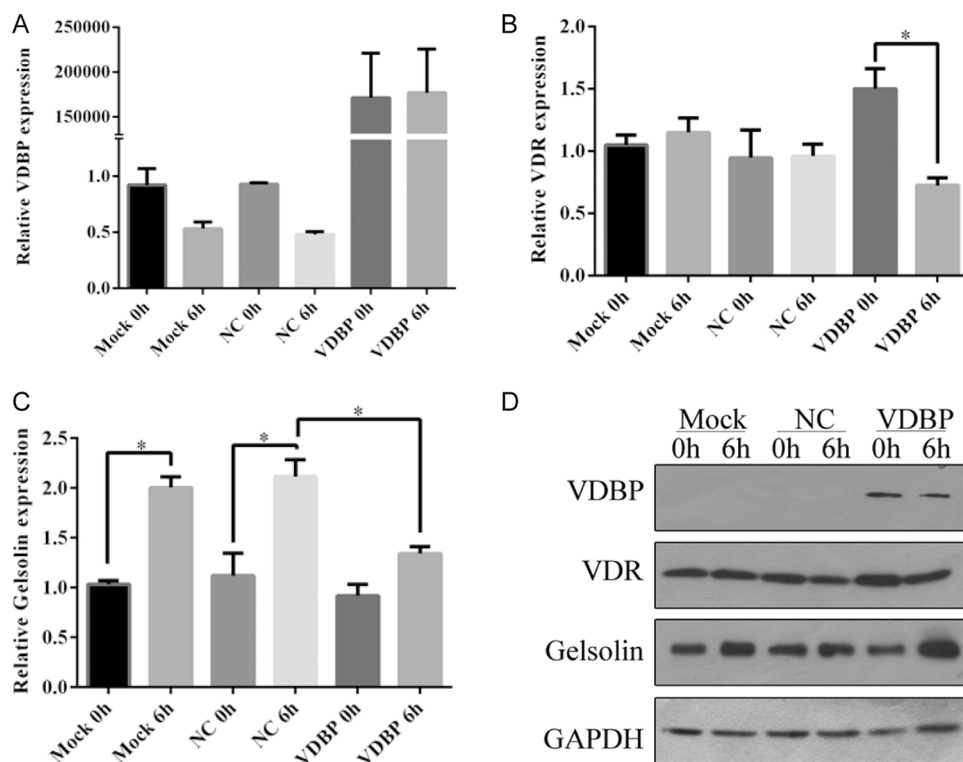 A
Relative VDBP expression
250000
200000
150000
1.0
0.5
0.0
Mock 0h
Mock 6h
NC 0h
NC 6h
VDBP 0h
VDBP 6h
B
Relative VDR expression
2.0
1.5
1.0
0.5
0.0
*
Mock 0h
Mock 6h
NC 0h
NC 6h
VDBP 0h
VDBP 6h
C
Relative Gelsolin expression
2.5
2.0
1.5
1.0
0.5
0.0
*
*
*
Mock 0h
Mock 6h
NC 0h
NC 6h
VDBP 0h
VDBP 6h
D
Mock NC VDBP
0h 6h 0h 6h 0h 6h
VDBP
VDR
Gelsolin
GAPDH